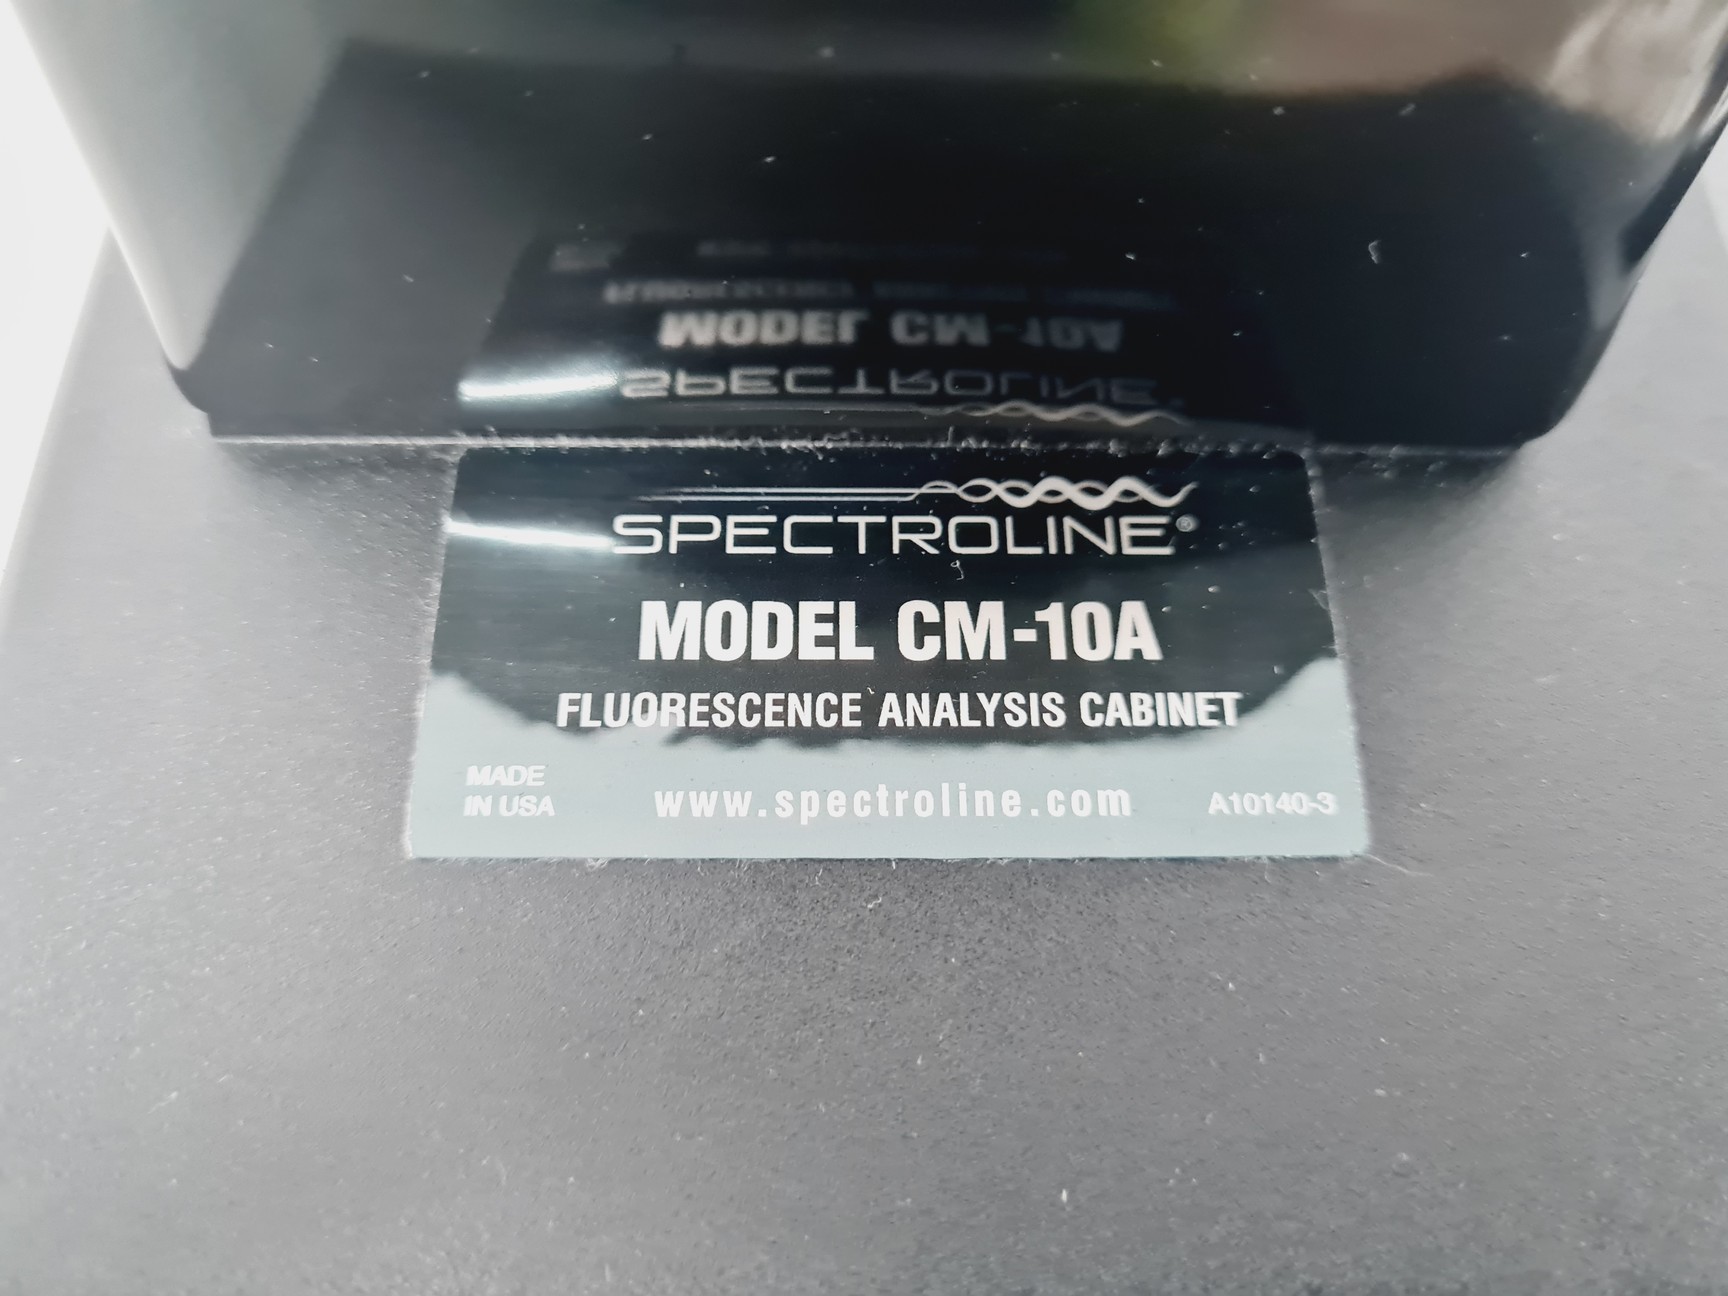 SPECTROLINE®
MODEL CM-10A
FLUORESCENCE ANALYSIS CABINET
MADE
IN USA
www.spectroline.com
A10140-3